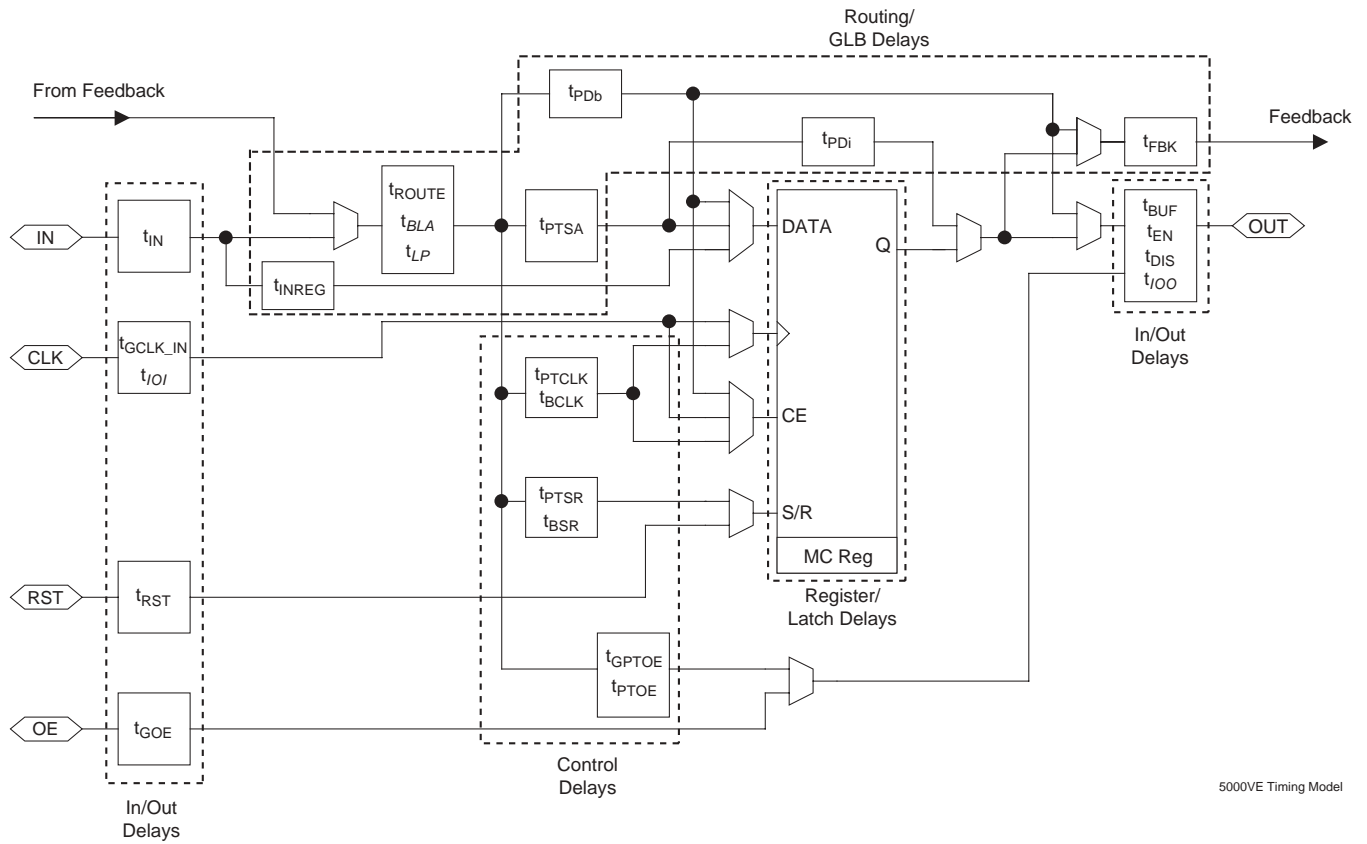 Routing/
GLB Delays
From Feedback
Feedback
tPDb
tPDi
tFBK
tROUTE
tBLA
tLP
tPTSA
IN
tIN
tINREG
DATA
Q
tBUF
tEN
tDIS
tIOO
OUT
In/Out
Delays
CLK
tGCLK_IN
tIOI
tPTCLK
tBCLK
CE
tPTSR
tBSR
S/R
MC Reg
Register/
Latch Delays
RST
tRST
tGPTOE
tPTOE
OE
tGOE
Control
Delays
In/Out
Delays
5000VE Timing Model